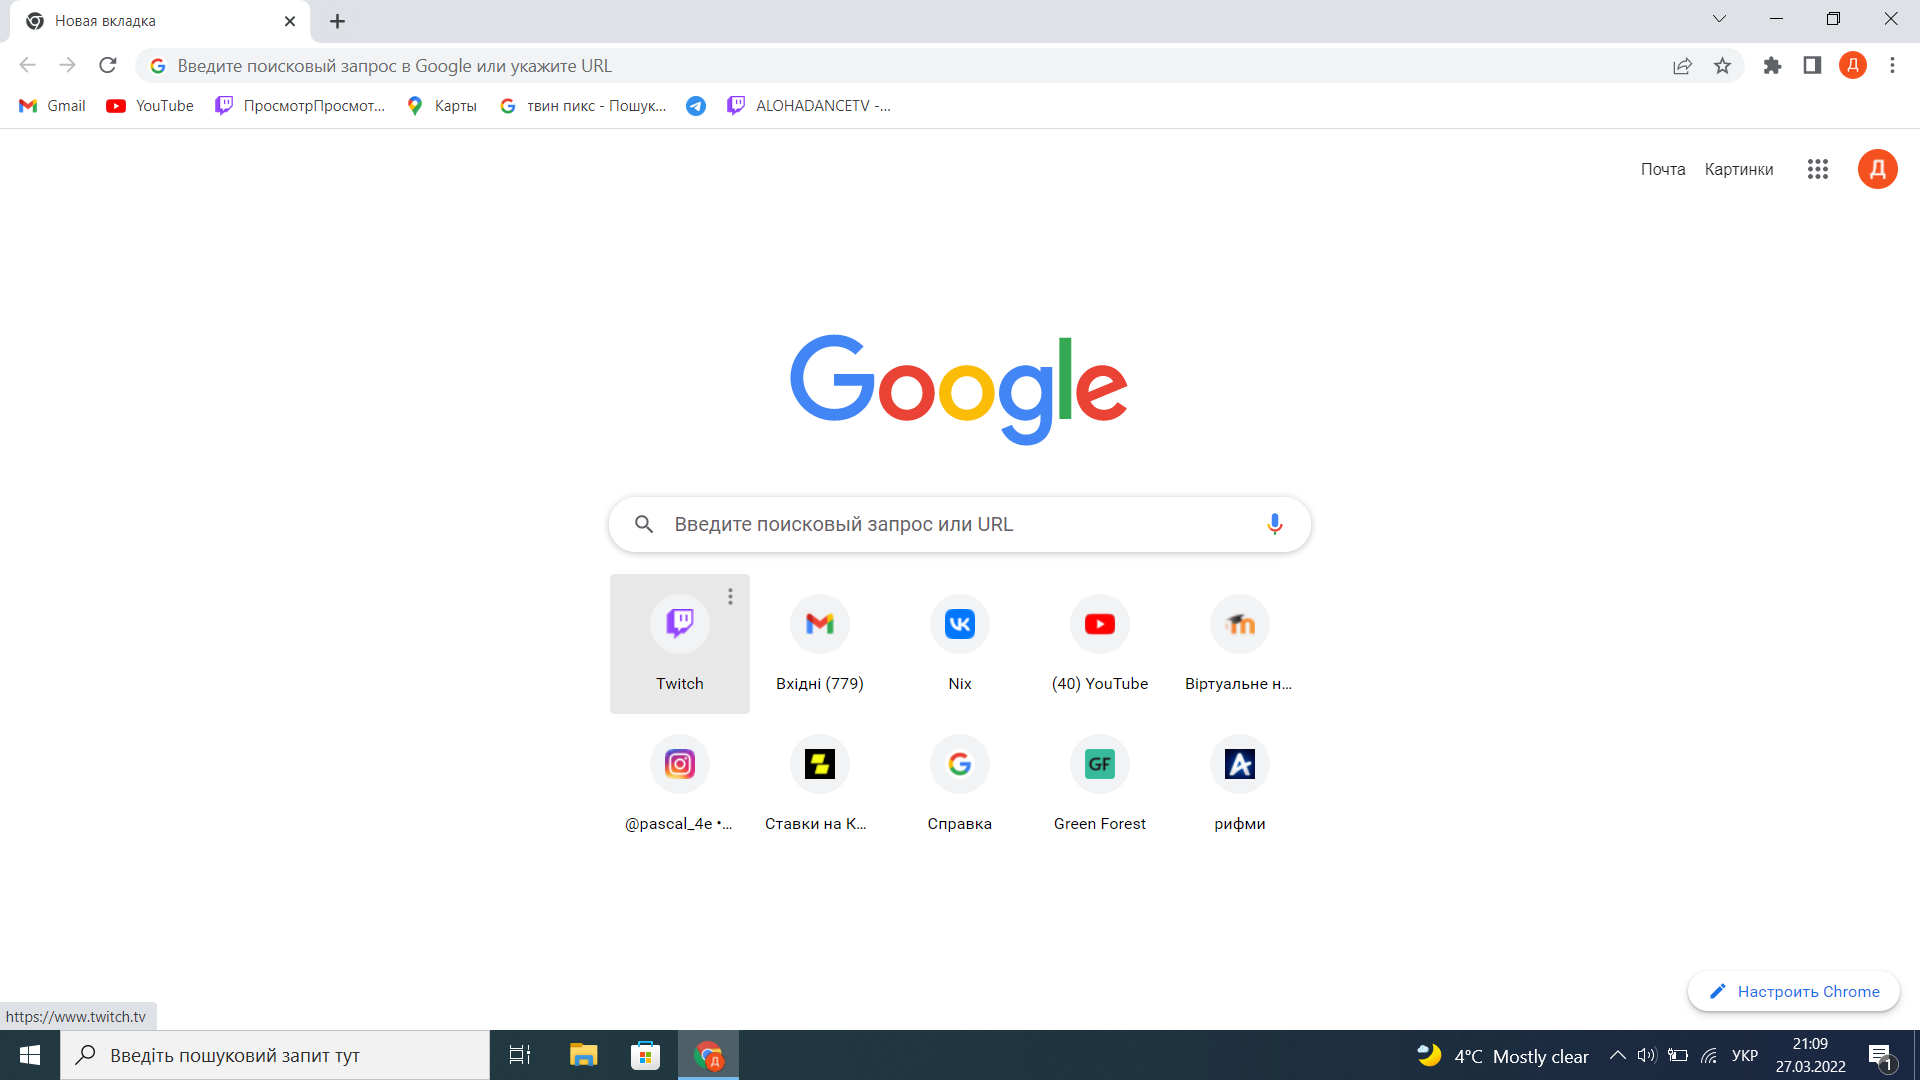 Новая вкладка
Введите поисковый запрос в Google или укажите URL
Д
Gmail
YouTube
ПросмотрПросмот...
Карты
твин пикс - Пошук...
ALOHADANCETV -...
Почта
Картинки
Д
Google
Введите поисковый запрос или URL
Twitch
Вхідні (779)
Nix
(40) YouTube
Віртуальне н...
GF
@pascal_4e •...
Ставки на К...
Справка
Green Forest
рифми
Настроить Chrome
https://www.twitch.tv
Введіть пошуковий запит тут
Д
4°C Mostly clear
УКР
21:09
27.03.2022
1